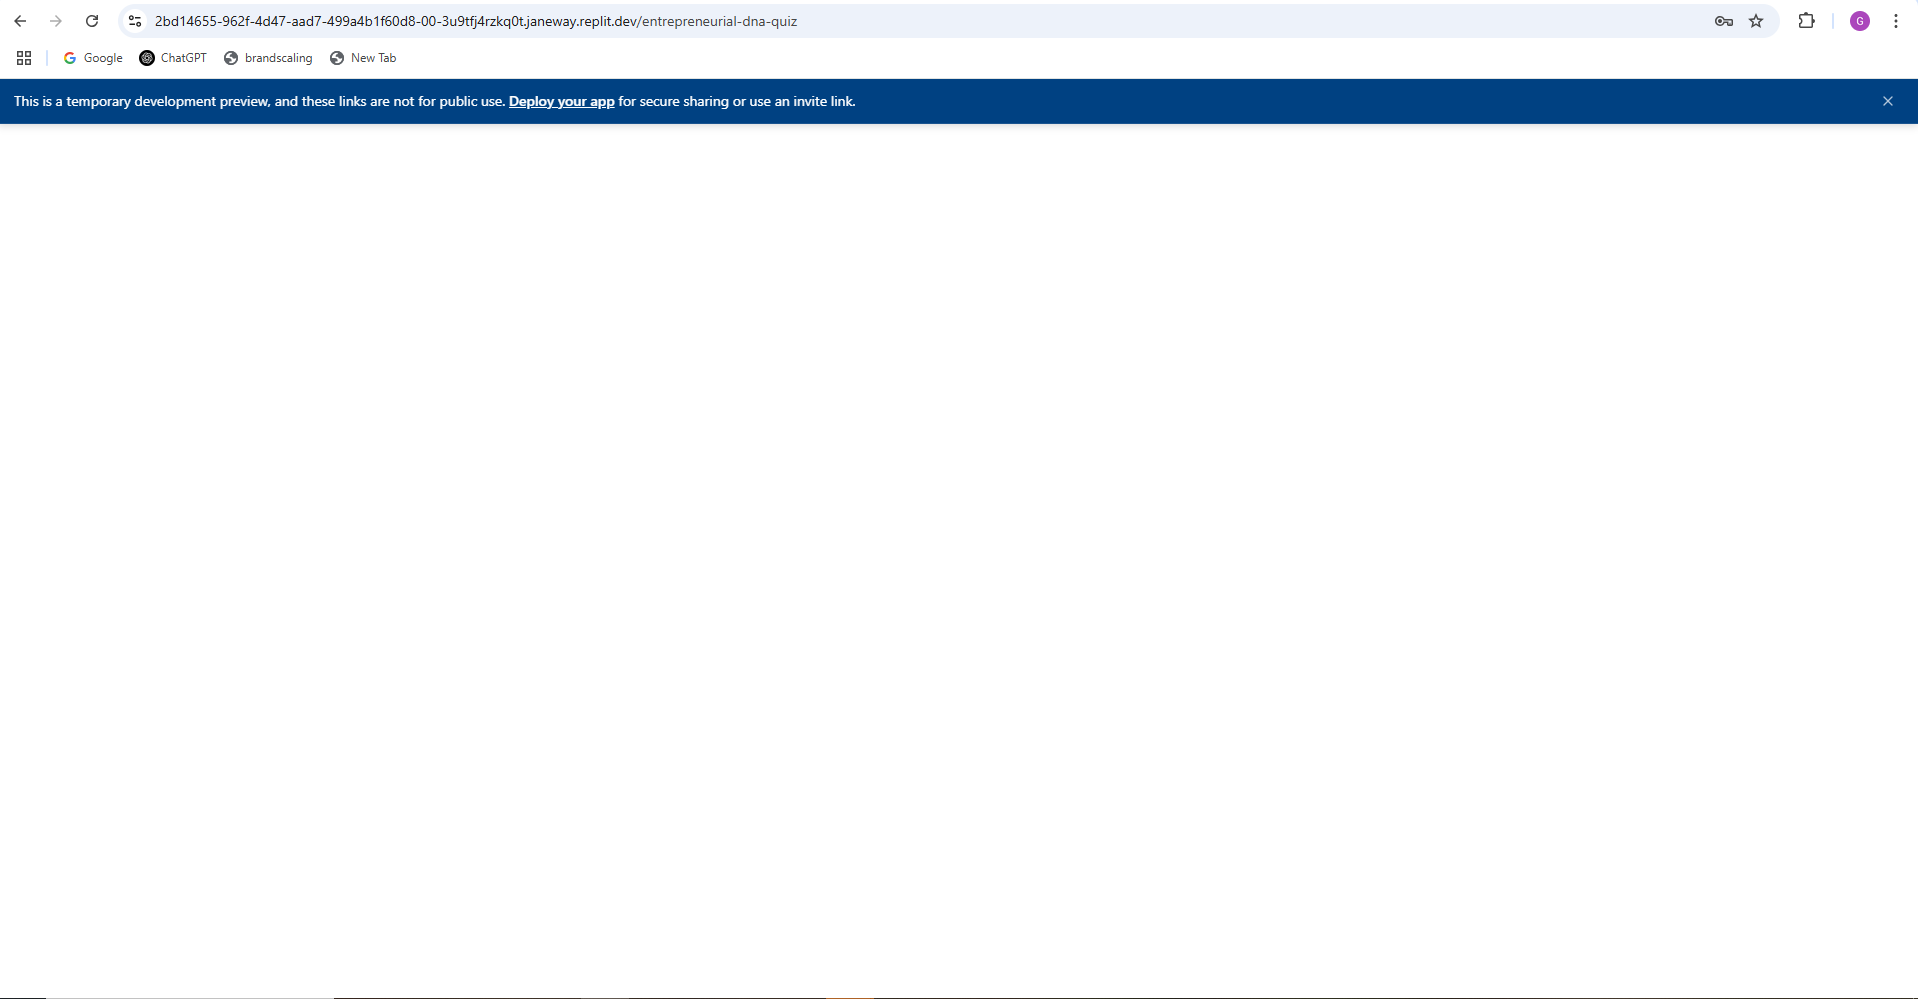 2bd14655-962f-4d47-aad7-499a4b1f60d8-00-3u9tfj4rzkq0t.janeway.replit.dev/entrepreneurial-dna-quiz
G
Google
ChatGPT
brandscaling
New Tab
This is a temporary development preview, and these links are not for public use. Deploy your app for secure sharing or use an invite link.